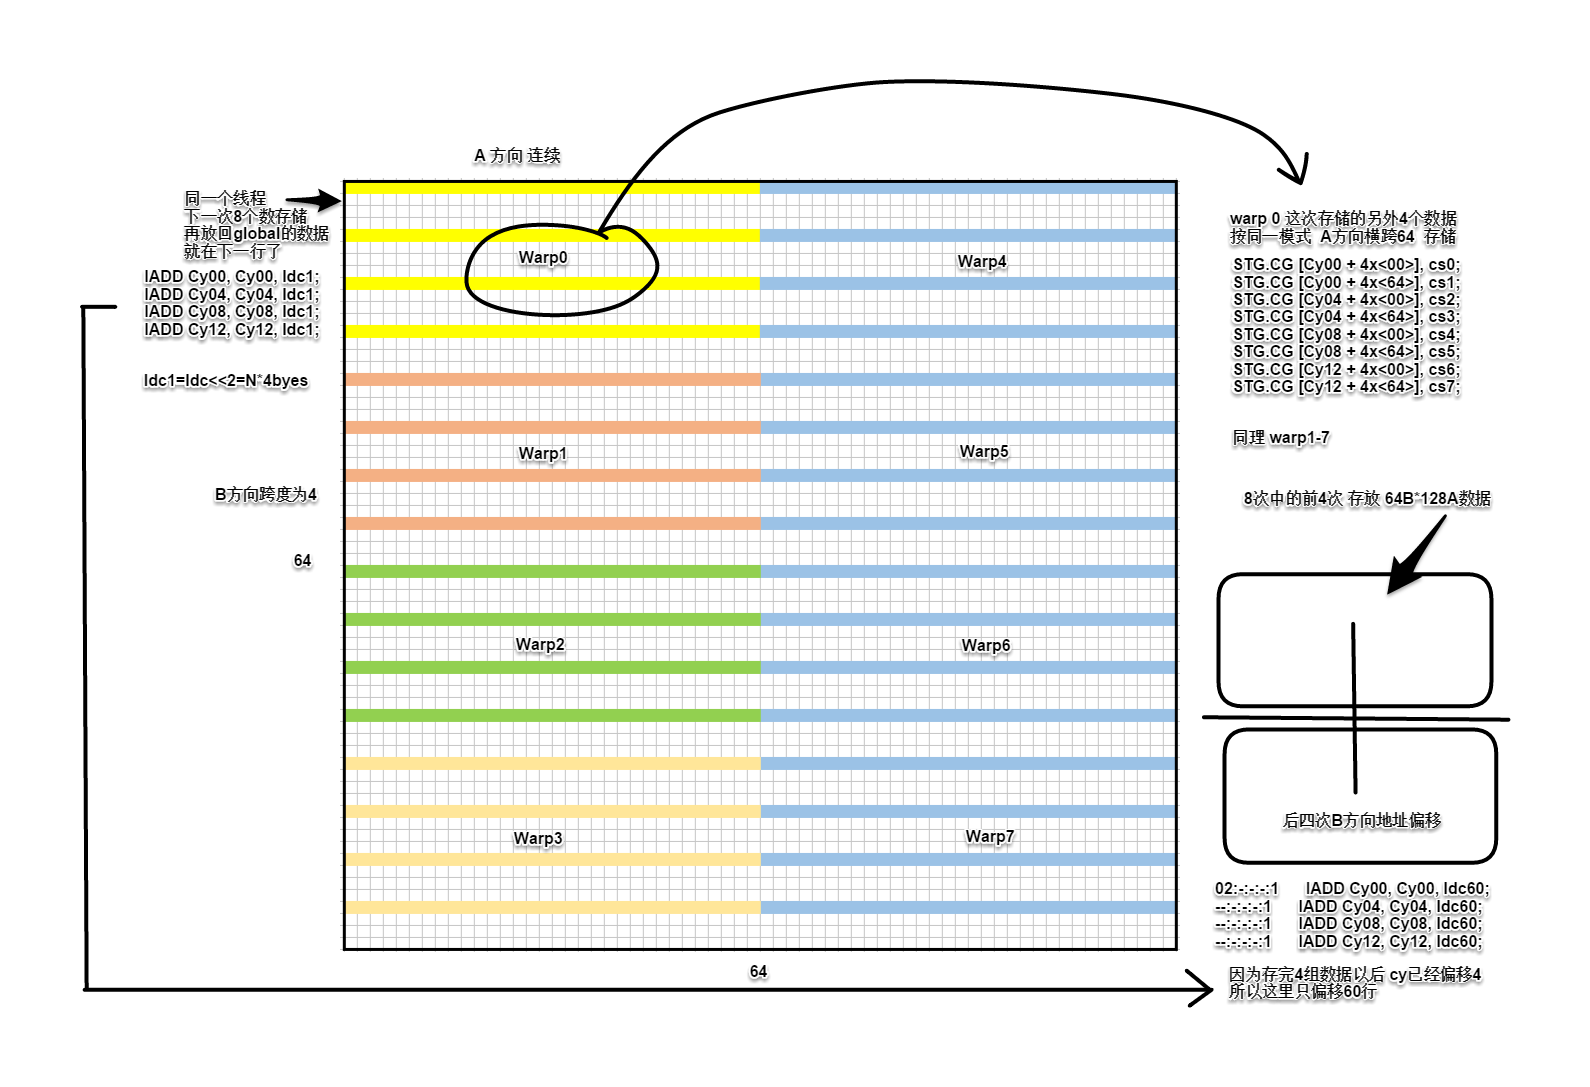 A 方向 连续
同一个线程
下一次8个数存储
再放回global的数据
就在下一行了
IADD Cy00, Cy00, ldc1;
IADD Cy04, Cy04, ldc1;
IADD Cy08, Cy08, ldc1;
IADD Cy12, Cy12, ldc1;
ldc1=ldc<<2=N*4byes
B方向跨度为4
64
Warp0
Warp4
Warp1
Warp5
Warp2
Warp6
Warp3
Warp7
64
warp 0 这次存储的另外4个数据
按同一模式 A方向横跨64 存储
STG.CG [Cy00 + 4x<00>], cs0;
STG.CG [Cy00 + 4x<64>], cs1;
STG.CG [Cy04 + 4x<00>], cs2;
STG.CG [Cy04 + 4x<64>], cs3;
STG.CG [Cy08 + 4x<00>], cs4;
STG.CG [Cy08 + 4x<64>], cs5;
STG.CG [Cy12 + 4x<00>], cs6;
STG.CG [Cy12 + 4x<64>], cs7;
同理 warp1-7
8次中的前4次 存放 64B*128A数据
后四次B方向地址偏移
02:-:-:-:1 IADD Cy00, Cy00, ldc60;
--:-:-:-:1 IADD Cy04, Cy04, ldc60;
--:-:-:-:1 IADD Cy08, Cy08, ldc60;
--:-:-:-:1 IADD Cy12, Cy12, ldc60;
因为存完4组数据以后 cy已经偏移4
所以这里只偏移60行